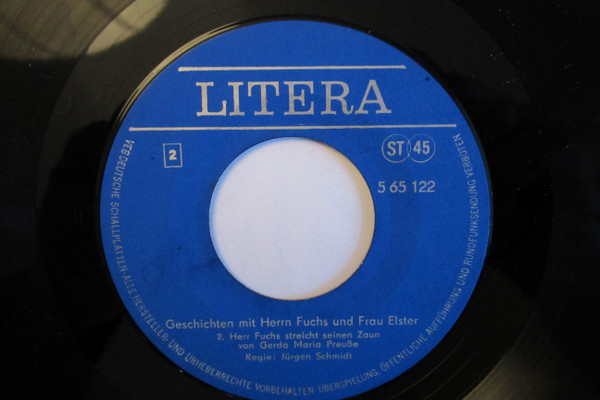 LITERA
2
ST 45
5 65 122
Geschichten mit Herrn Fuchs und Frau Elster
2. Herr Fuchs streicht seinen Zaun
von Gerda Maria Preuße
Regie: Jürgen Schmidt
VEB DEUTSCHE SCHALLPLATTEN · ALLE HERSTELLER- UND URHEBERRECHTE VORBEHALTEN · ÜBERSPIELUNG, ÖFFENTLICHE AUFFÜHRUNG UND RUNDFUNKSENDUNG VERBOTEN